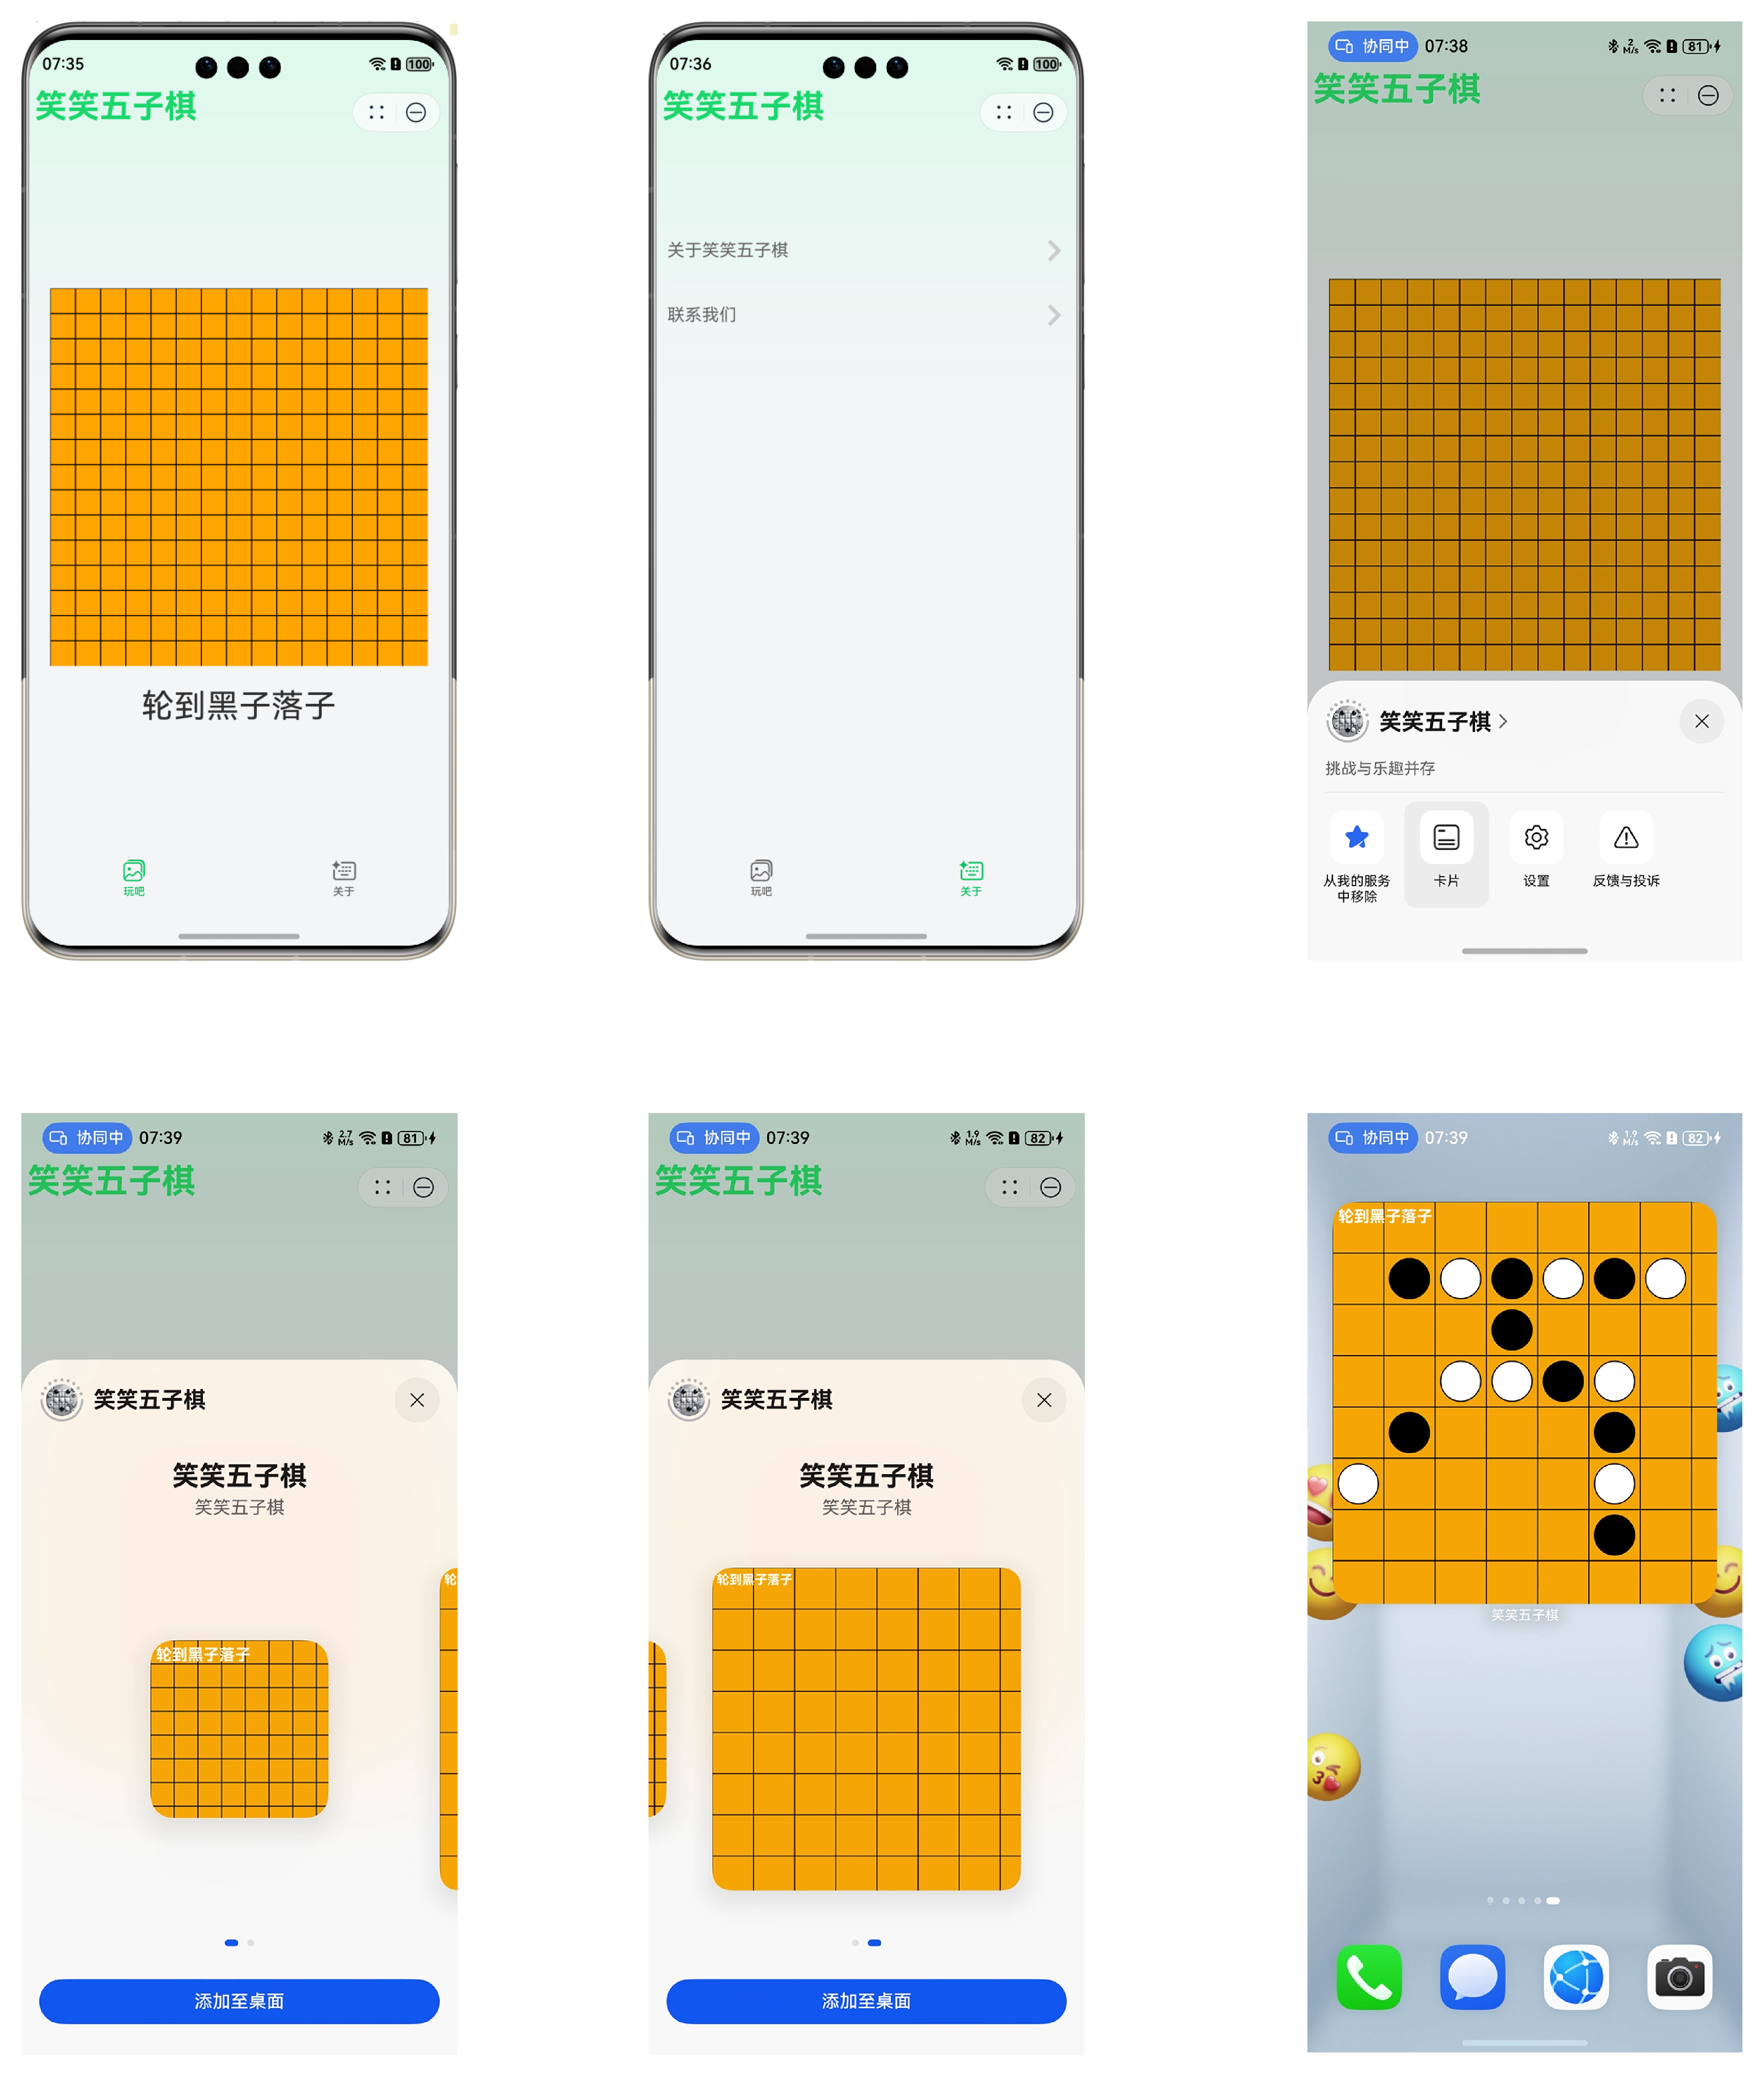 07:35
100
笑笑五子棋
轮到黑子落子
玩吧
关于
07:36
100
笑笑五子棋
关于笑笑五子棋
联系我们
玩吧
关于
协同中 07:38
2 M/s
81
笑笑五子棋
笑笑五子棋
挑战与乐趣并存
从我的服务
中移除
卡片
设置
反馈与投诉
协同中 07:39
2.7 M/s
81
笑笑五子棋
笑笑五子棋
笑笑五子棋
笑笑五子棋
轮到黑子落子
轮
添加至桌面
协同中 07:39
1.9 M/s
82
笑笑五子棋
笑笑五子棋
笑笑五子棋
笑笑五子棋
轮到黑子落子
添加至桌面
协同中 07:39
1.9 M/s
82
轮到黑子落子
笑笑五子棋